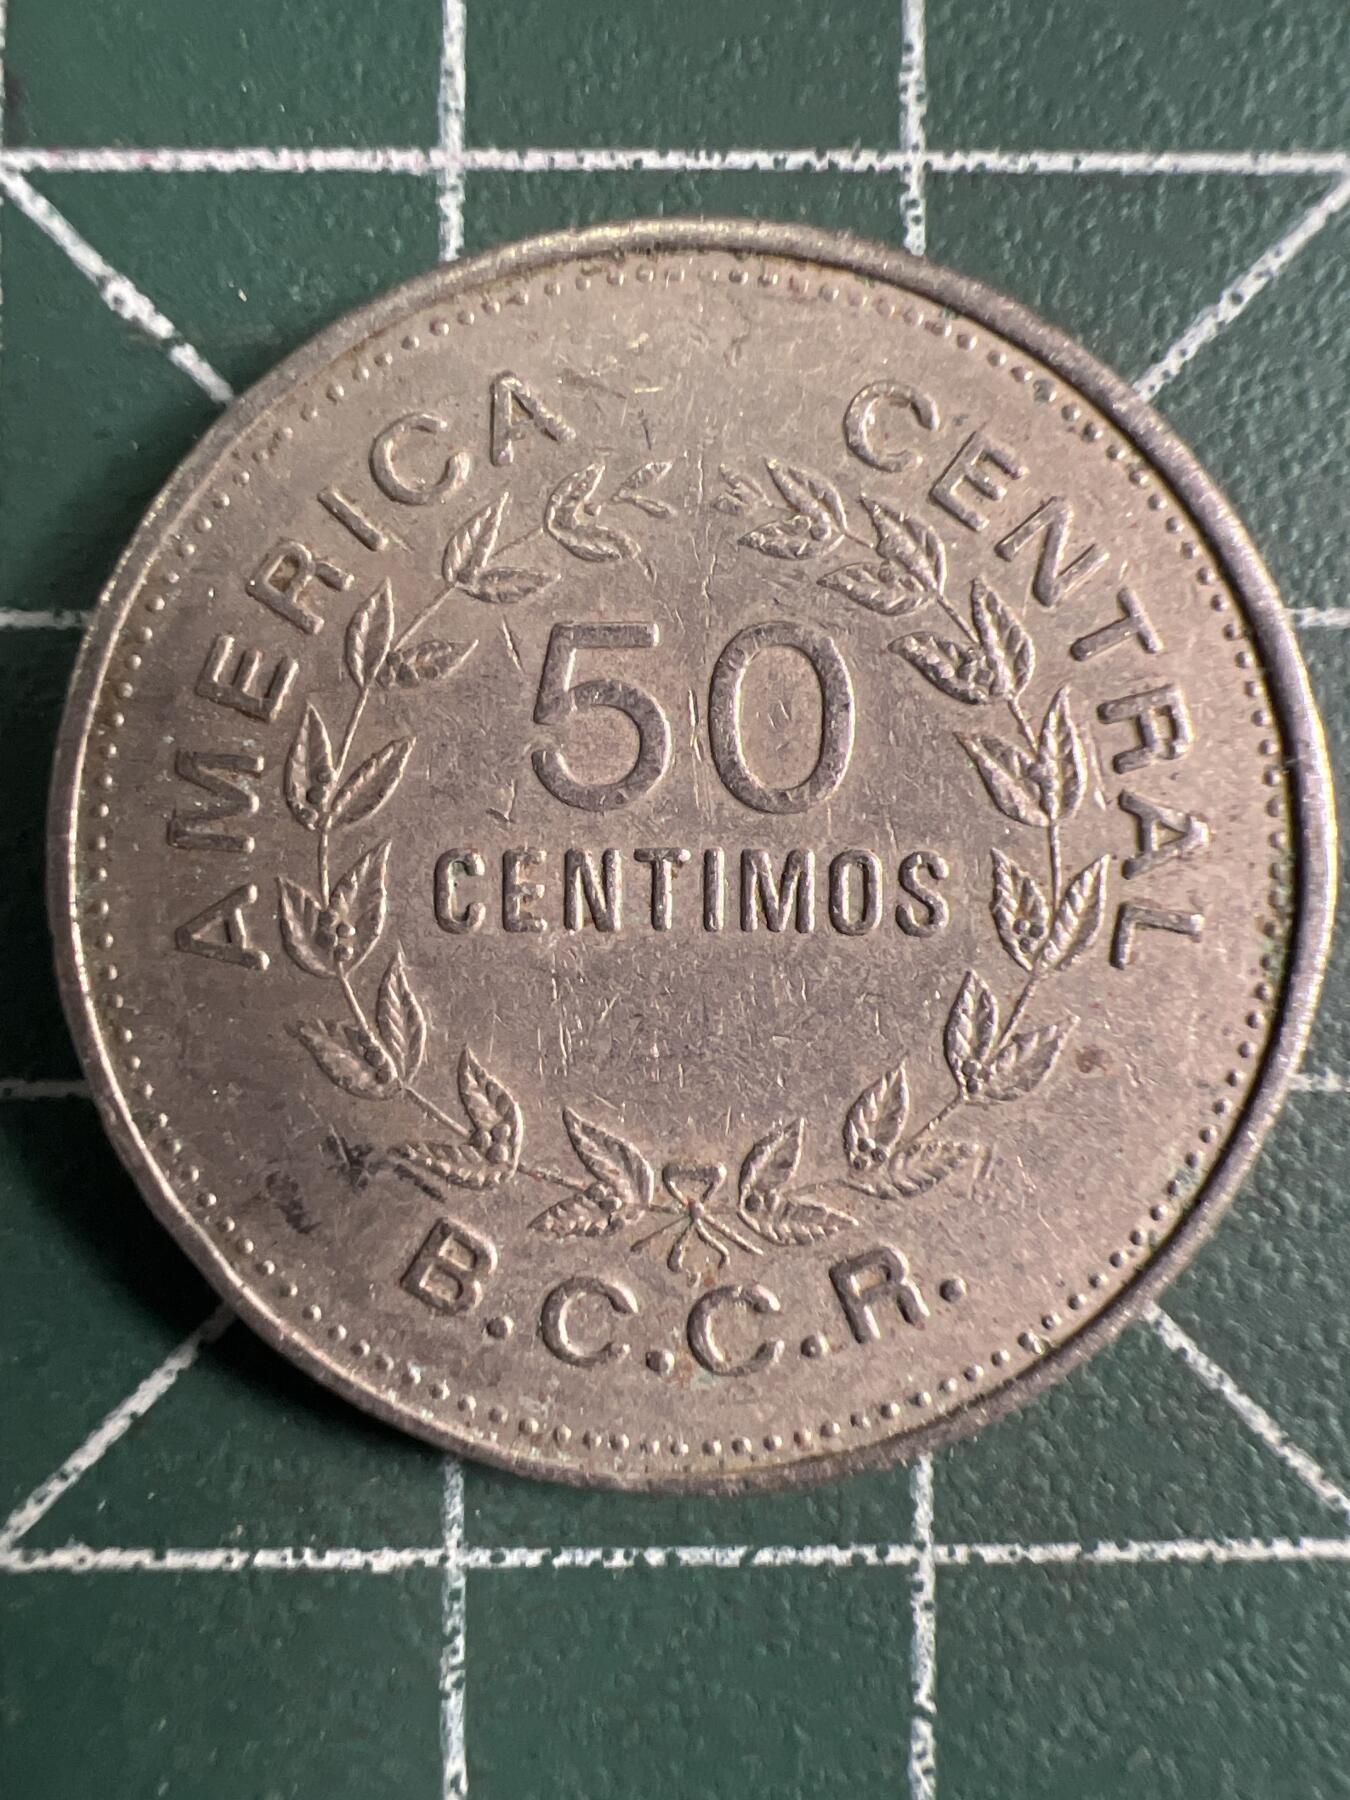 AMERICA CENTRAL
50
CENTIMOS
B.C.C.R.